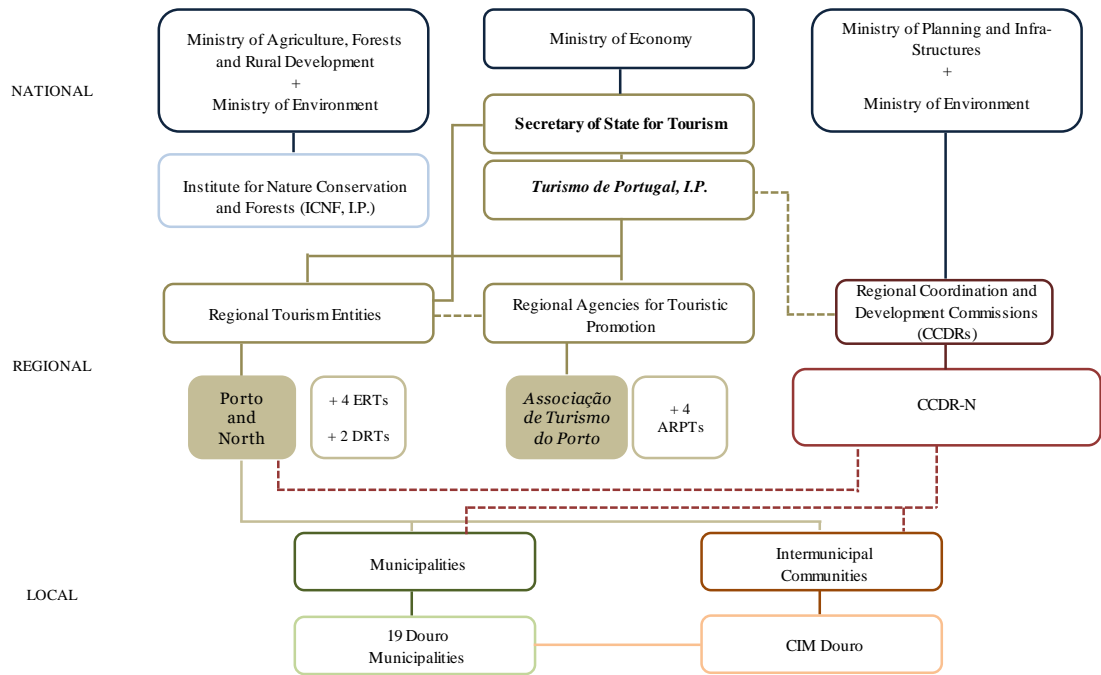 Ministry of Agriculture, Forests
and Rural Development
+
Ministry of Environment
Ministry of Economy
Ministry of Planning and Infra-
Structures
+
Ministry of Environment
NATIONAL
Secretary of State for Tourism
Institute for Nature Conservation
and Forests (ICNF, I.P.)
Turismo de Portugal, I.P.
Regional Tourism Entities
Regional Agencies for Touristic
Promotion
Regional Coordination and
Development Commissions
(CCDRs)
REGIONAL
Porto
and
North
+ 4 ERTs
+ 2 DRTs
Associação
de Turismo
do Porto
+ 4
ARPTs
CCDR-N
Municipalities
Intermunicipal
Communities
LOCAL
19 Douro
Municipalities
CIM Douro